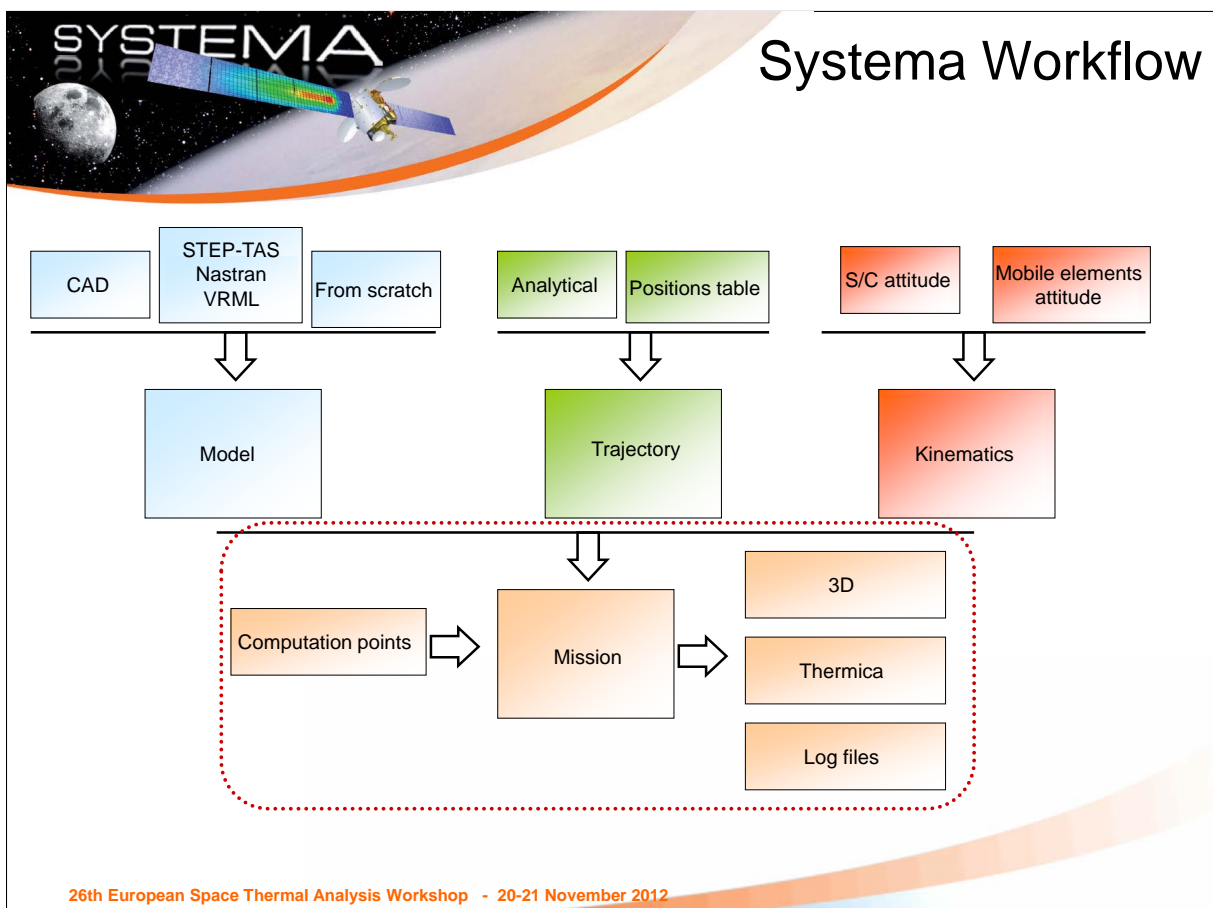 SYSTEMA
Systema Workflow
CAD
STEP-TAS
Nastran
VRML
From scratch
Analytical
Positions table
S/C attitude
Mobile elements
attitude
Model
Trajectory
Kinematics
Computation points
Mission
3D
Thermica
Log files
26th European Space Thermal Analysis Workshop - 20-21 November 2012